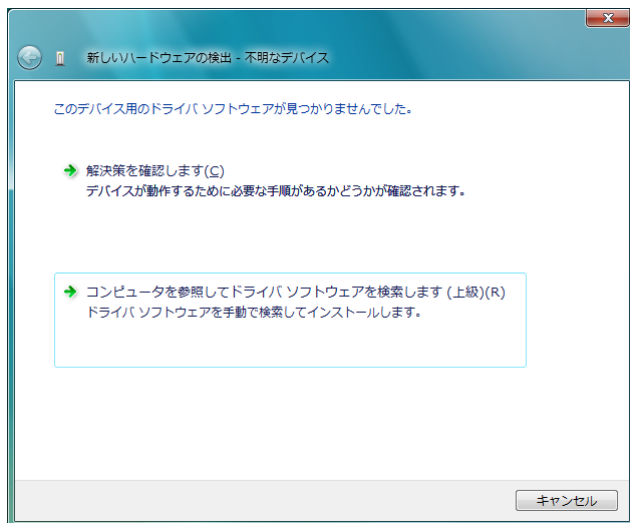 新しいハードウェアの検出 - 不明なデバイス
このデバイス用のドライバ ソフトウェアが見つかりませんでした。
解決策を確認します(C)
デバイスが動作するために必要な手順があるかどうかが確認されます。
コンピュータを参照してドライバ ソフトウェアを検索します (上級)(R)
ドライバ ソフトウェアを手動で検索してインストールします。
キャンセル